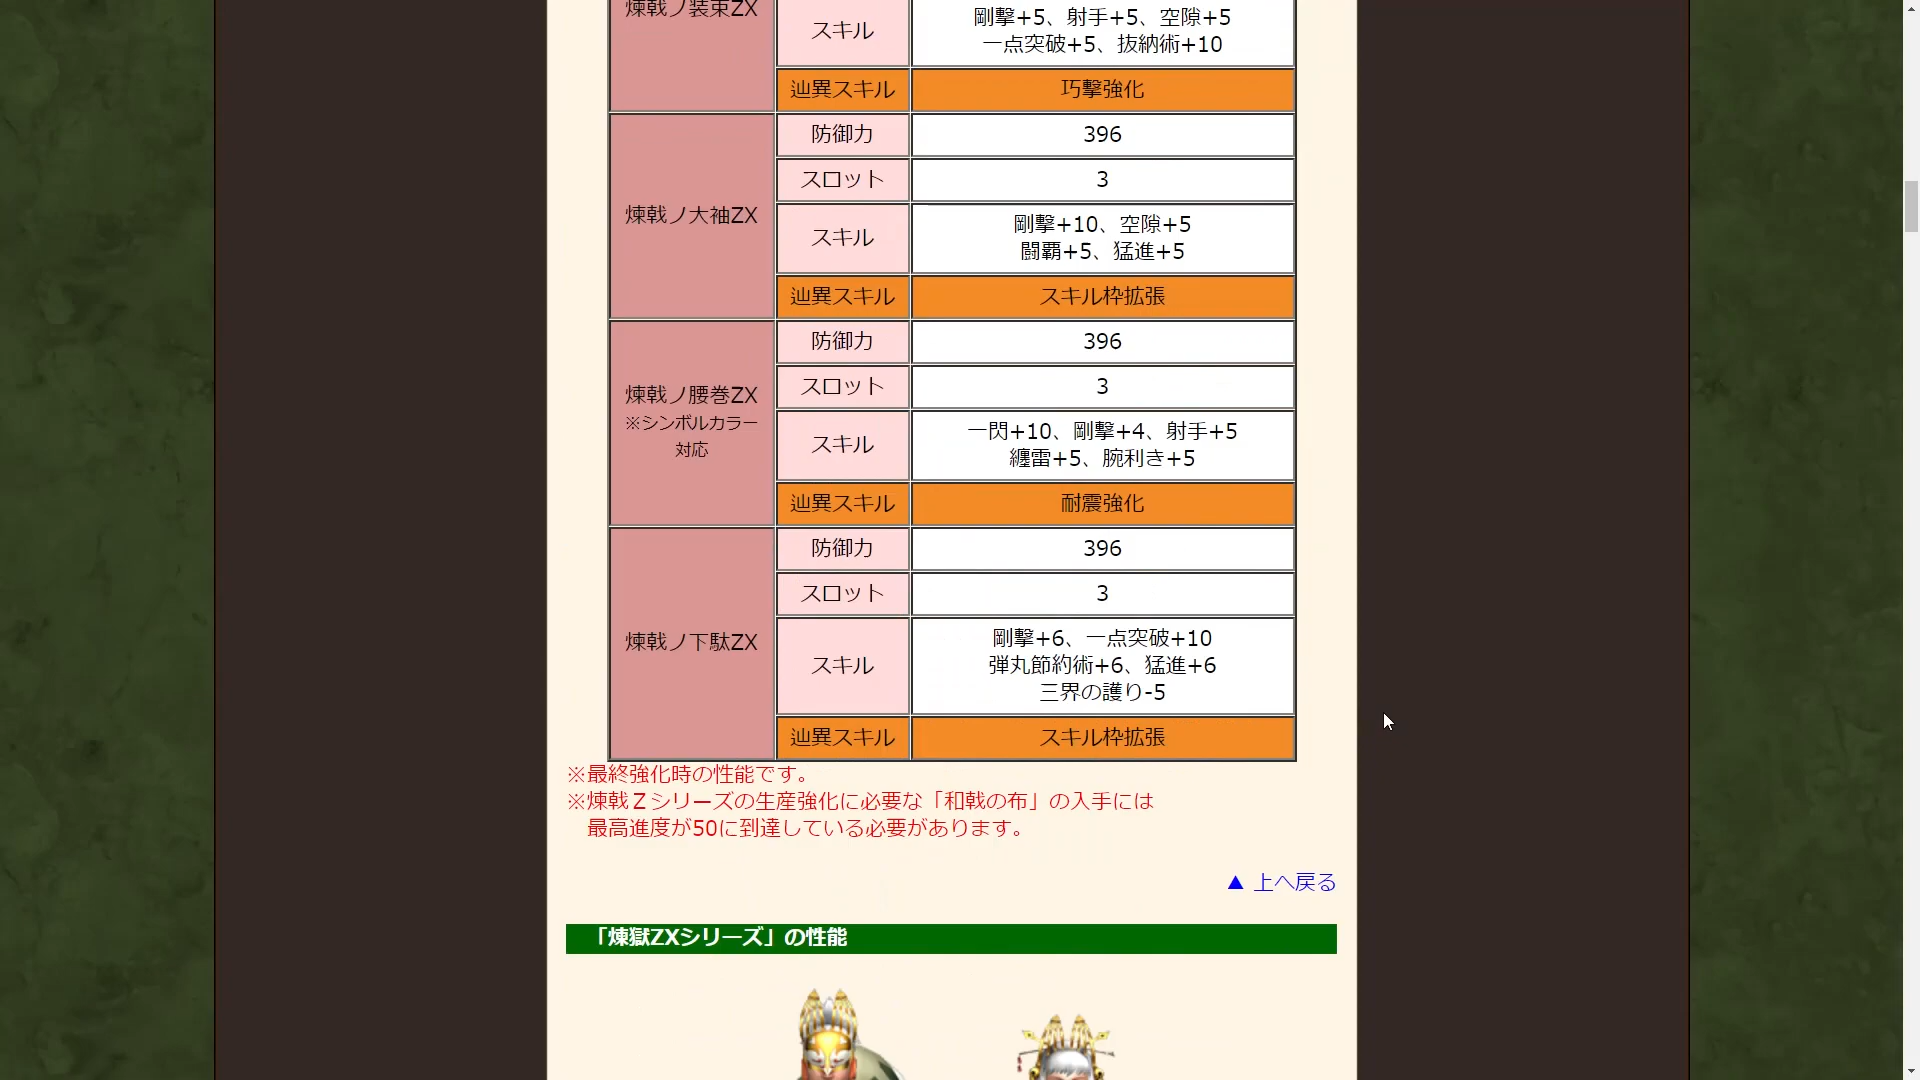 煉戟ノ装束ZX
スキル
剛撃+5、射手+5、空隙+5
一点突破+5、抜納術+10
辿異スキル
巧撃強化
煉戟ノ大袖ZX
防御力
396
スロット
3
スキル
剛撃+10、空隙+5
闘覇+5、猛進+5
辿異スキル
スキル枠拡張
煉戟ノ腰巻ZX
※シンボルカラー
対応
防御力
396
スロット
3
スキル
一閃+10、剛撃+4、射手+5
纏雷+5、腕利き+5
辿異スキル
耐震強化
煉戟ノ下駄ZX
防御力
396
スロット
3
スキル
剛撃+6、一点突破+10
弾丸節約術+6、猛進+6
三界の護り-5
辿異スキル
スキル枠拡張
※最終強化時の性能です。
※煉戟Ｚシリーズの生産強化に必要な「和戟の布」の入手には
最高進度が50に到達している必要があります。
▲ 上へ戻る
「煉獄ZXシリーズ」の性能